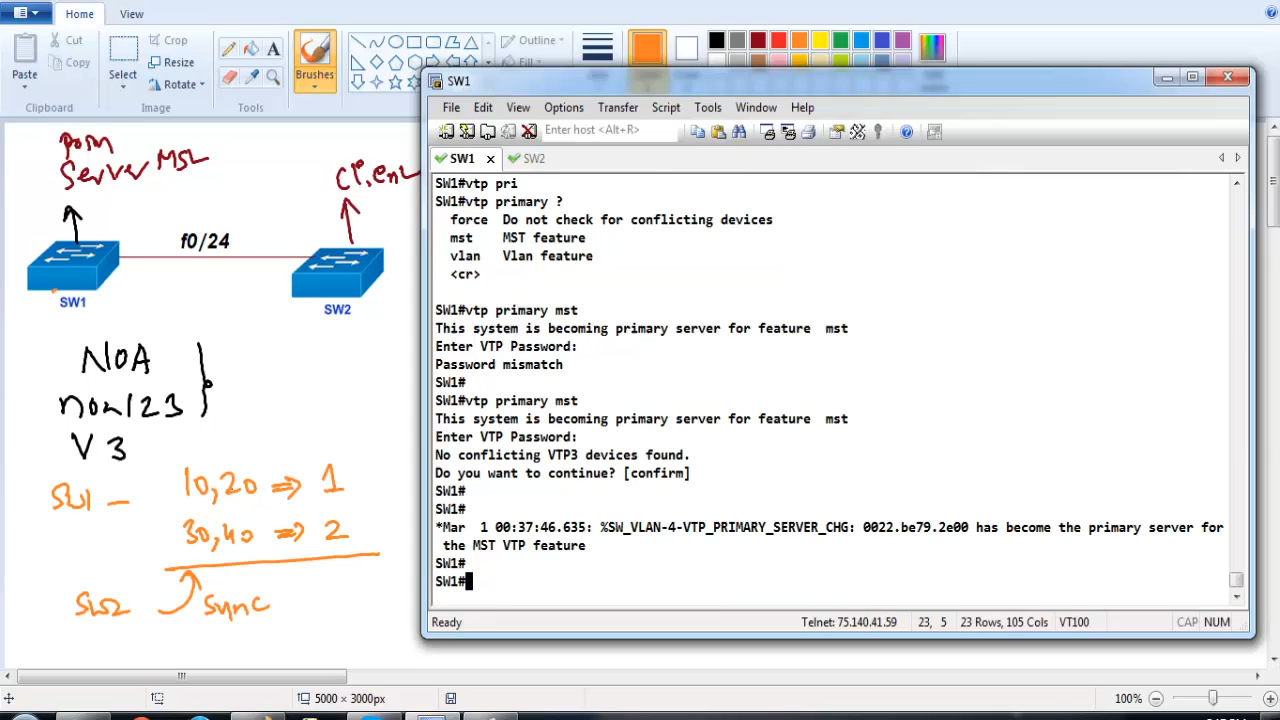 Home
View
Cut
Crop
Outline
Copy
Resize
Fill
Paste
Select
Rotate
Brushes
Clipboard
Image
Tools
SW1
File Edit View Options Transfer Script Tools Window Help
Enter host <Alt+R>
SW1
SW2
SW1#vtp pri
SW1#vtp primary ?
force Do not check for conflicting devices
mst MST feature
vlan Vlan feature
<cr>
SW1#vtp primary mst
This system is becoming primary server for feature mst
Enter VTP Password:
Password mismatch
SW1#
SW1#vtp primary mst
This system is becoming primary server for feature mst
Enter VTP Password:
No conflicting VTP3 devices found.
Do you want to continue? [confirm]
SW1#
SW1#
*Mar 1 00:37:46.635: %SW_VLAN-4-VTP_PRIMARY_SERVER_CHG: 0022.be79.2e00 has become the primary server for
the MST VTP feature
SW1#
SW1#
Ready
Telnet: 75.140.41.59
23, 5
23 Rows, 105 Cols
VT100
CAP NUM
Server
f0/24
SW1
SW2
NOA
noa123
V3
SW1 - 10,20 => 1
30,40 => 2
SW2
Sync
5000 × 3000px
100%